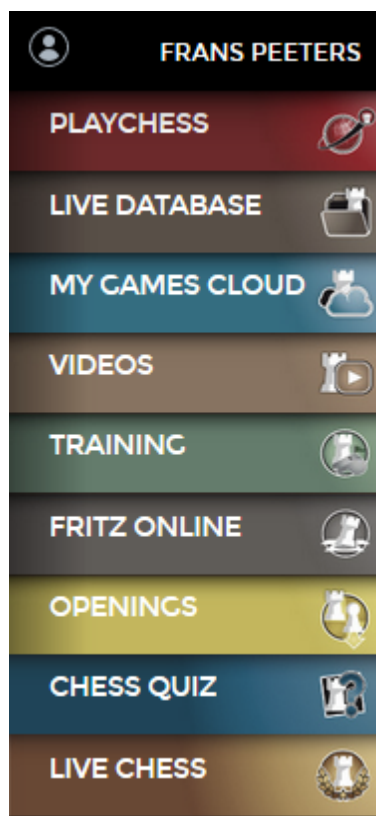 FRANS PEETERS
PLAYCHESS
LIVE DATABASE
MY GAMES CLOUD
VIDEOS
TRAINING
FRITZ ONLINE
OPENINGS
CHESS QUIZ
LIVE CHESS